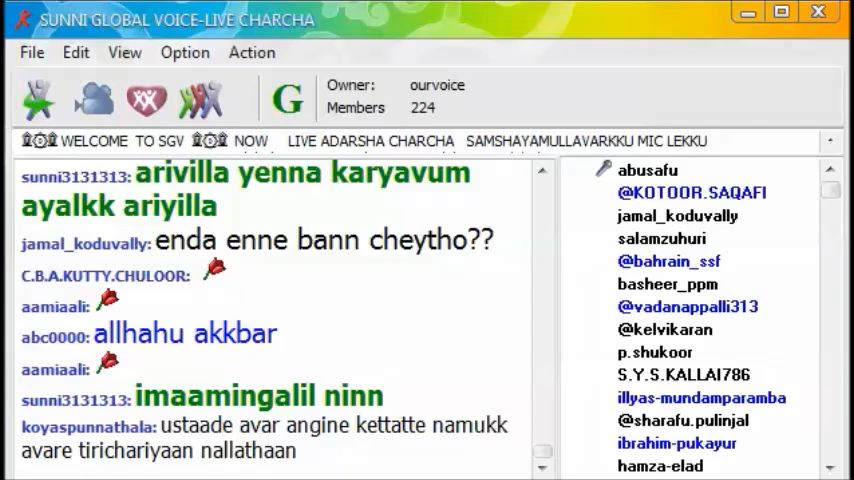 SUNNI GLOBAL VOICE-LIVE CHARCHA
File Edit View Option Action
G
Owner: ourvoice
Members 224
WELCOME TO SGV NOW LIVE ADARSHA CHARCHA SAMSHAYAMULLAVARKKU MIC LEKKU
sunni3131313: arivilla yenna karyavum
ayalkk ariyilla
jamal_koduvally: enda enne bann cheytho??
C.B.A.KUTTY.CHULOOR:
aamiaali:
abc0000: allhahu akkbar
aamiaali:
sunni3131313: imaamingalil ninn
koyaspunnathala: ustaade avar angine kettatte namukk
avare tirichariyaan nallathaan
abusafu
@KOTOOR.SAQAFI
jamal_koduvally
salamzuhuri
@bahrain_ssf
basheer_ppm
@vadanappalli313
@kelvikaran
p.shukoor
S.Y.S.KALLAI786
illyas-mundamparamba
@sharafu.pulinjal
ibrahim-pukayur
hamza-elad